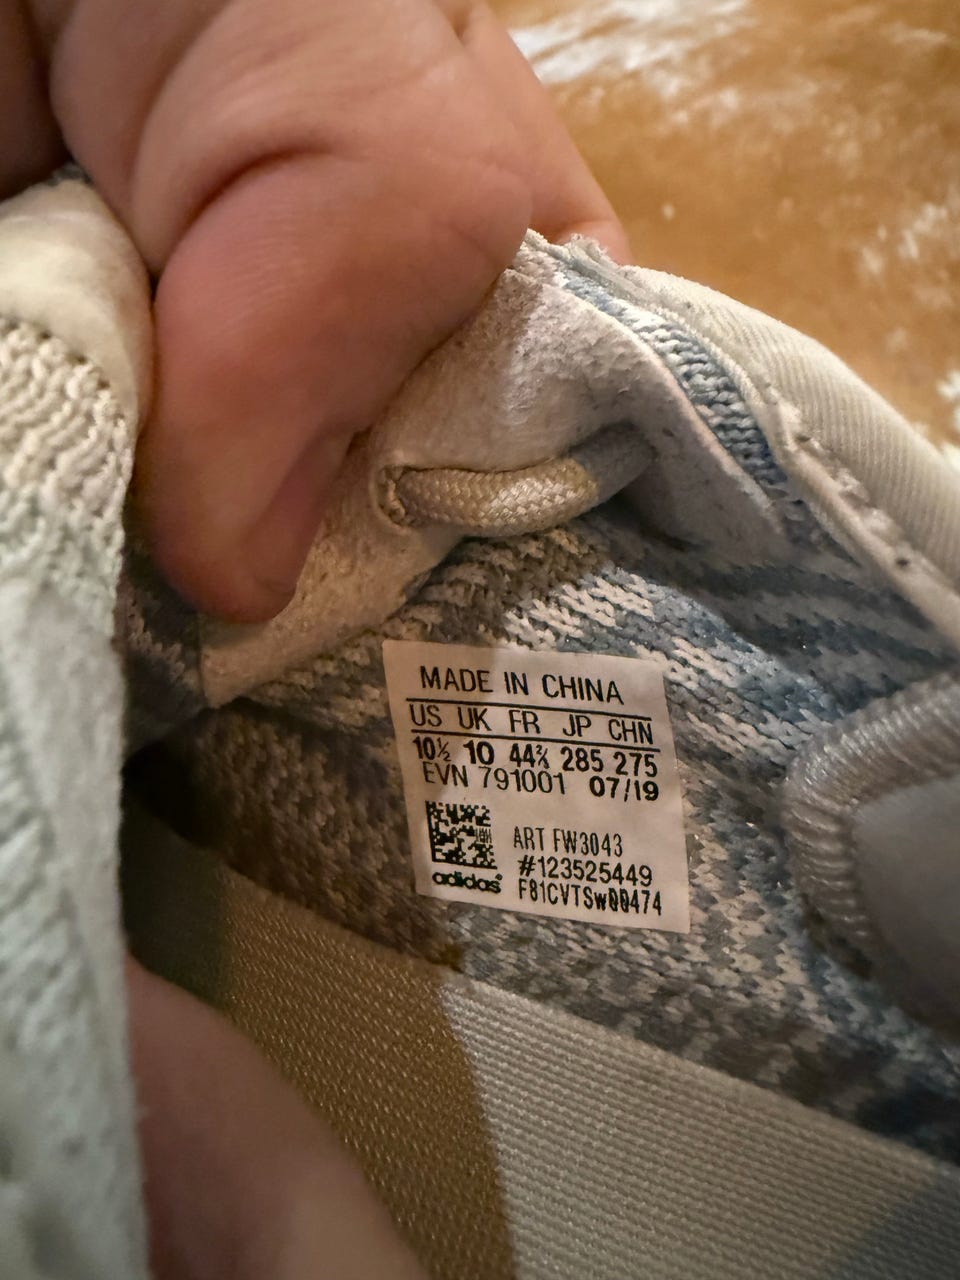 MADE IN CHINA
US UK FR JP CHN
10½ 10 44⅔ 285 275
EVN 791001 07/19
ART FW3043
#123525449
adidas® F81CVTSw00474